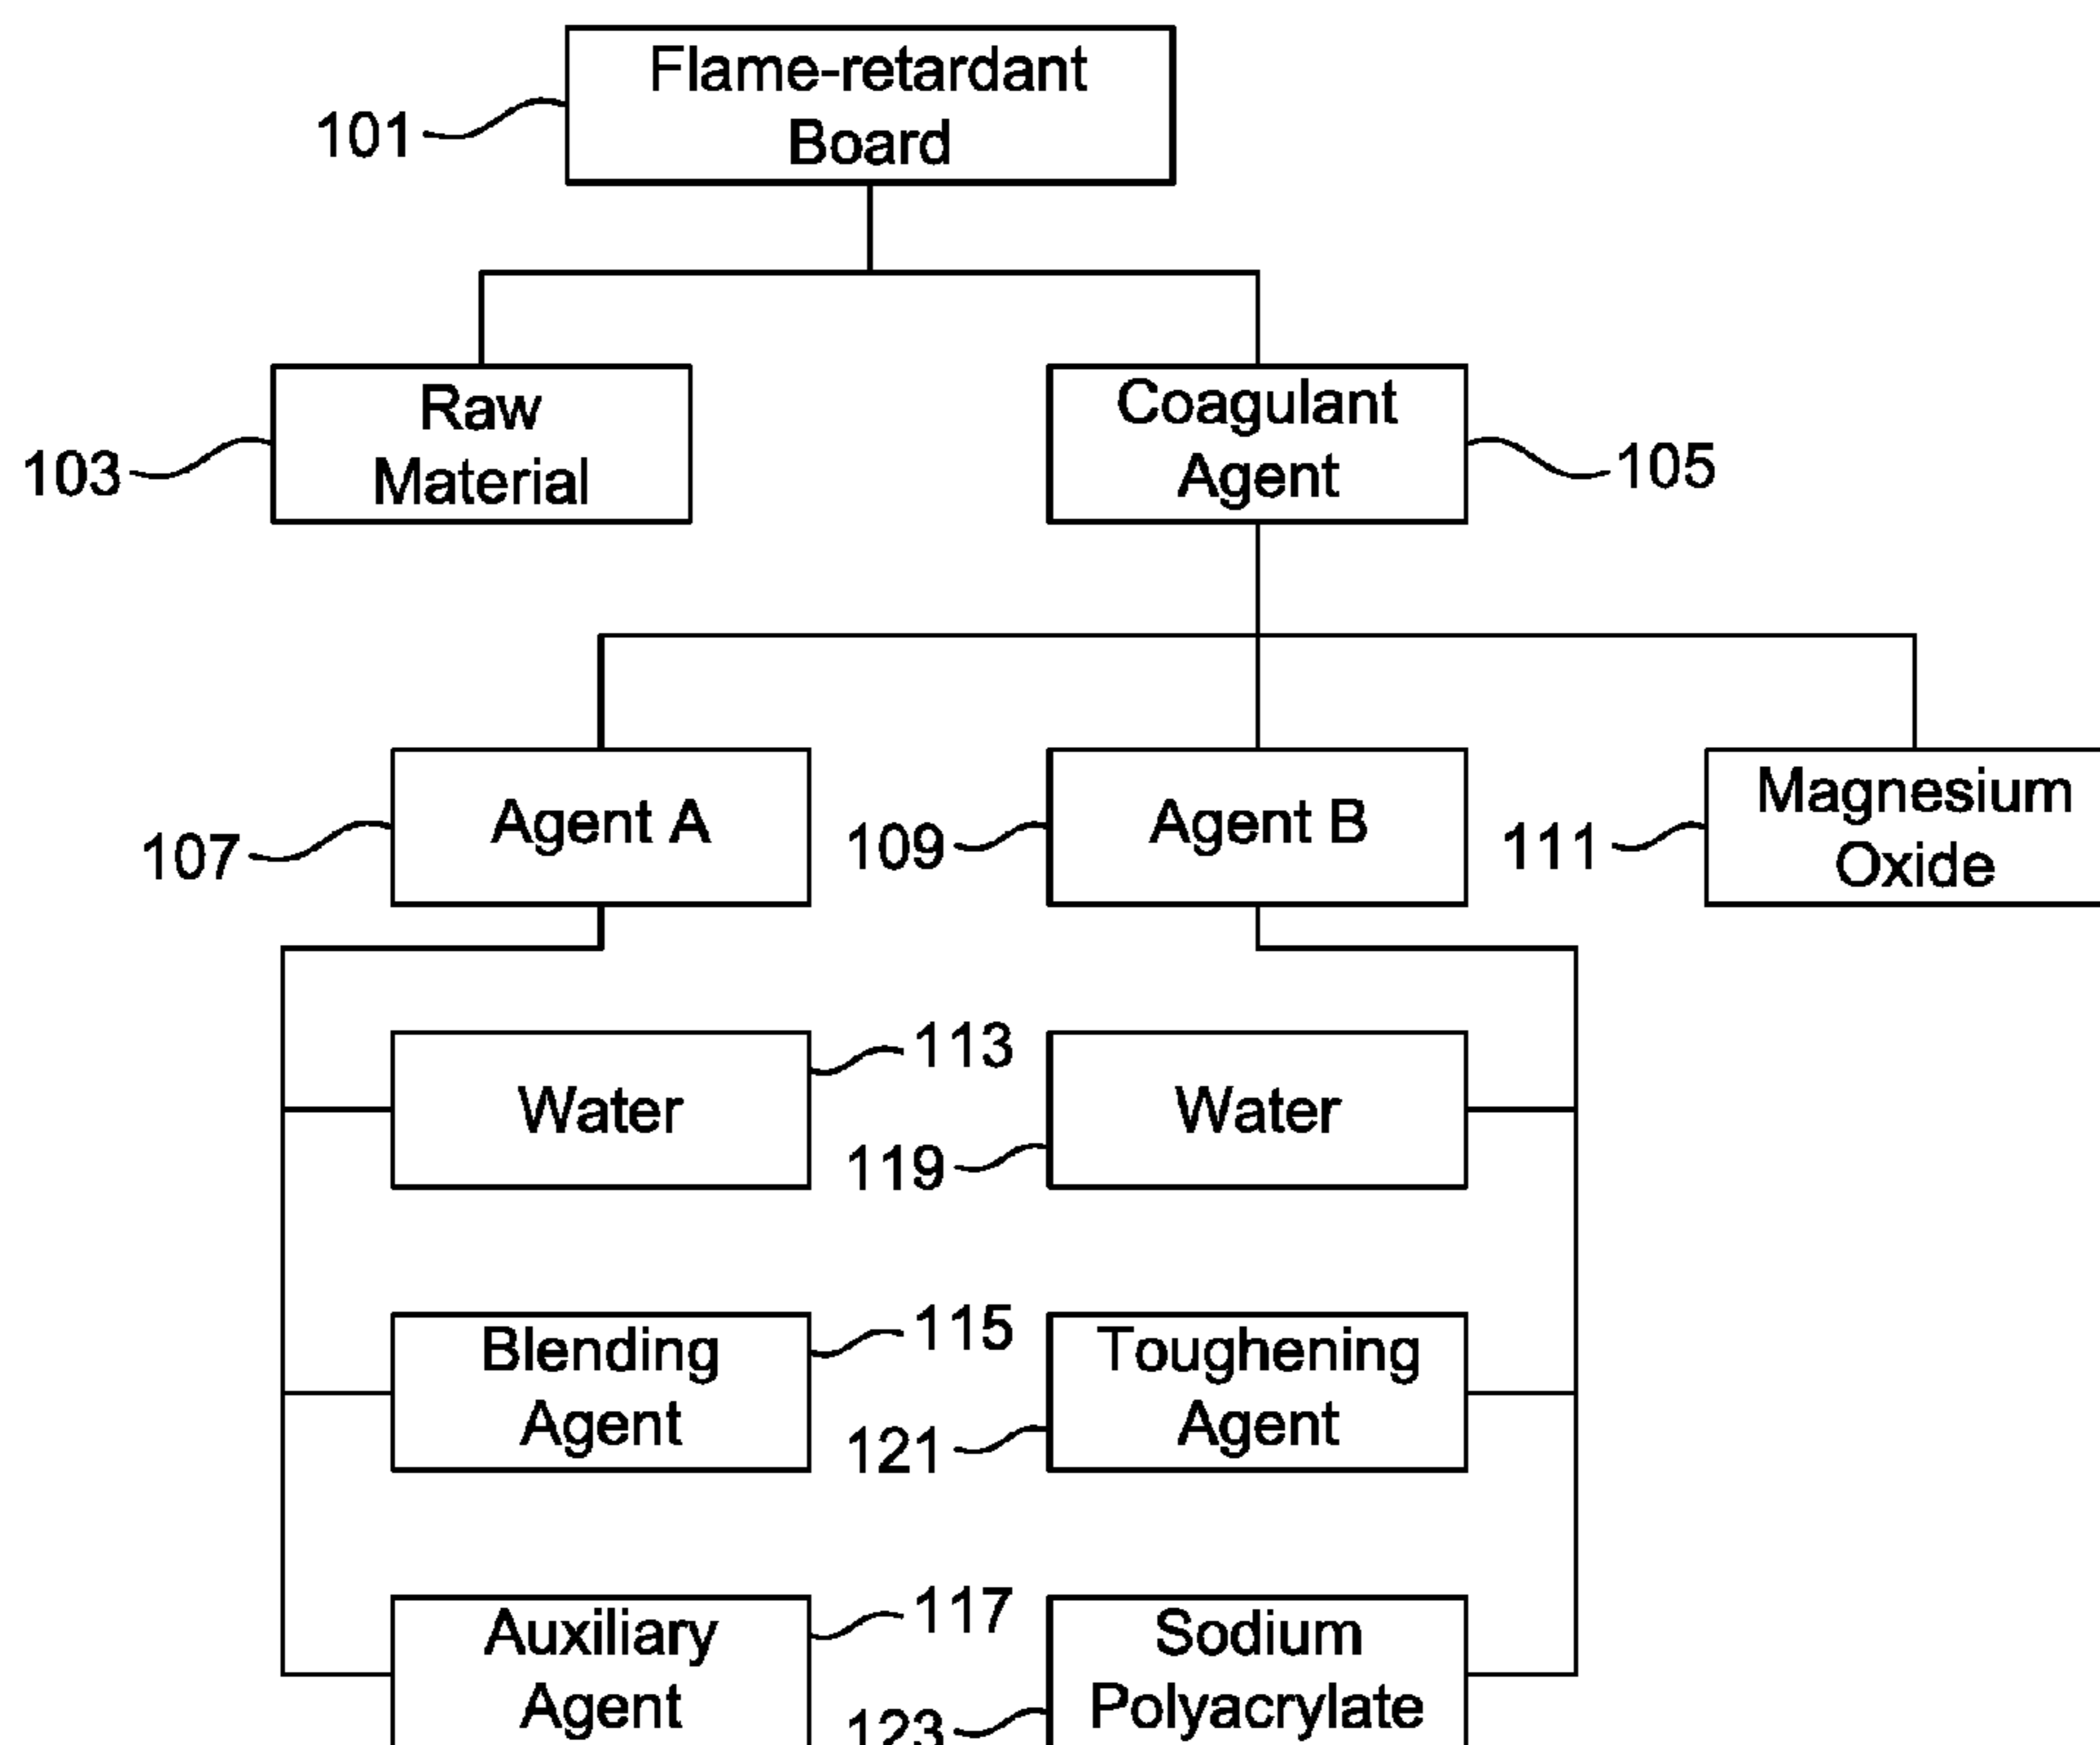 Flame-retardant
Board
101
Raw
Material
103
Coagulant
Agent
105
Agent A
107
Agent B
109
Magnesium
Oxide
111
Water
113
Water
119
Blending
Agent
115
Toughening
Agent
121
Auxiliary
Agent
117
Sodium
Polyacrylate
123